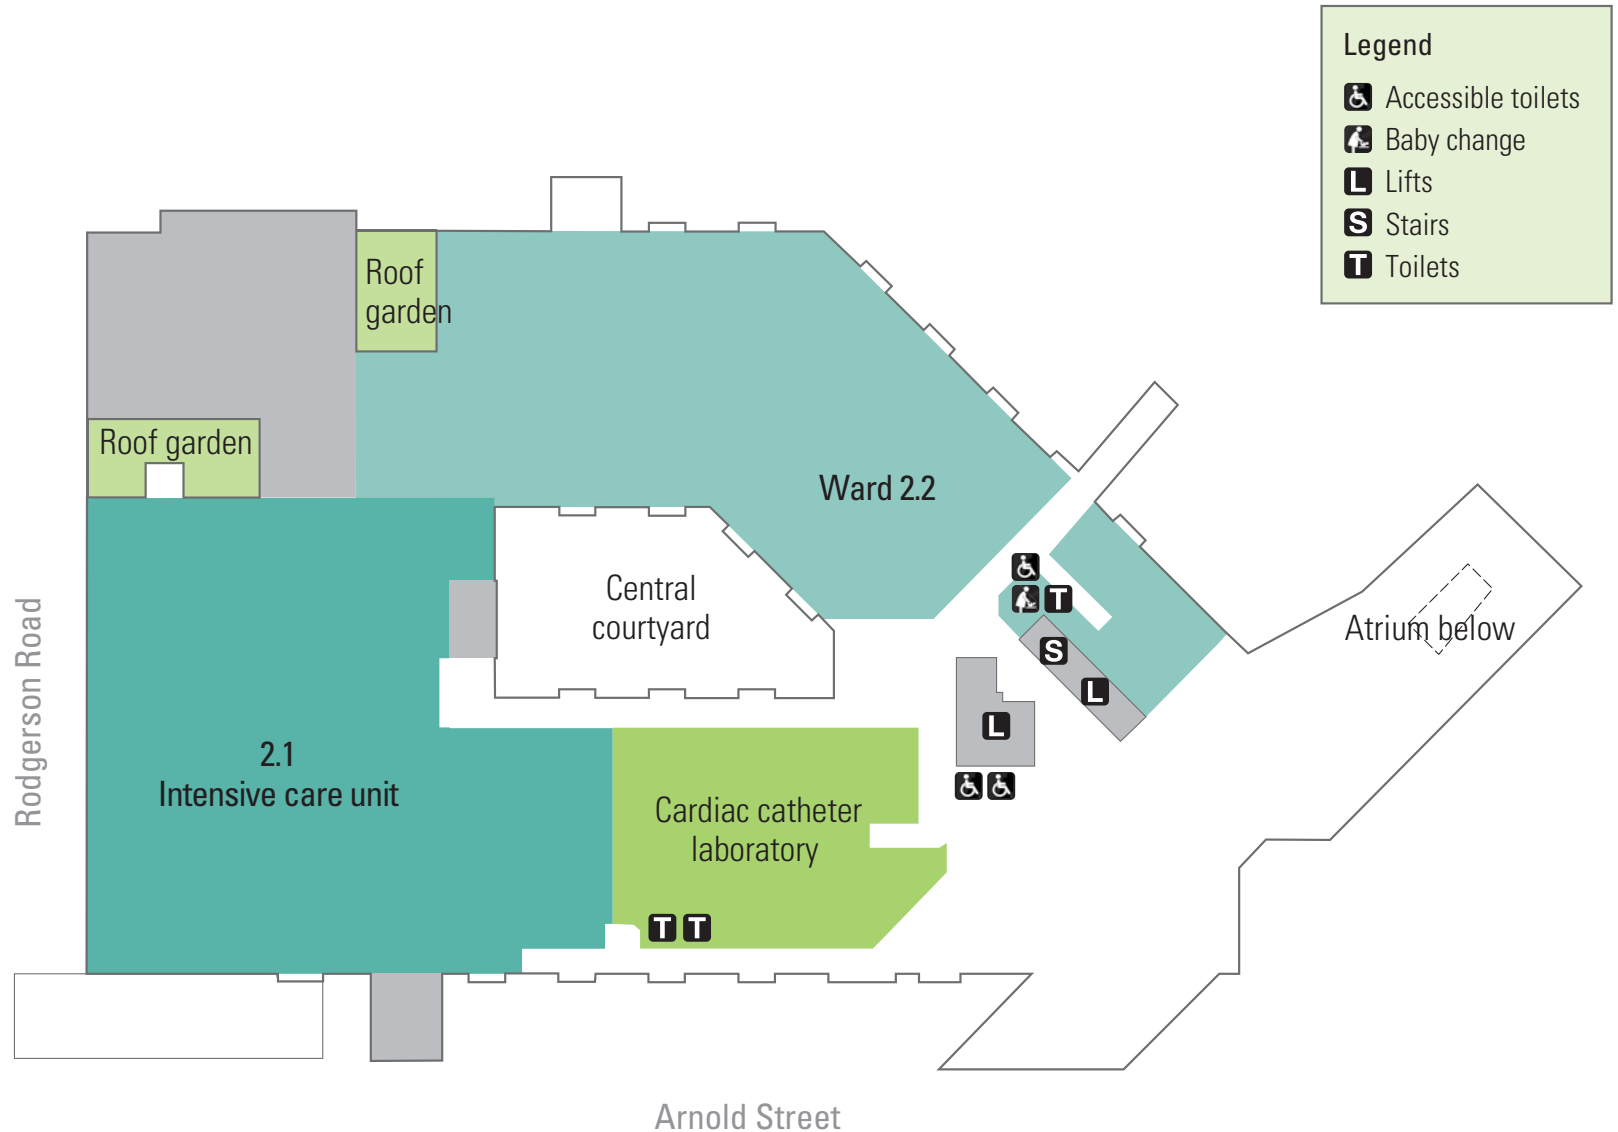 Legend
Accessible toilets
Baby change
L Lifts
S Stairs
T Toilets
Roof
garden
Roof garden
Ward 2.2
Central
courtyard
T
S
L
L
Atrium below
Rodgerson Road
2.1
Intensive care unit
Cardiac catheter
laboratory
T T
Arnold Street